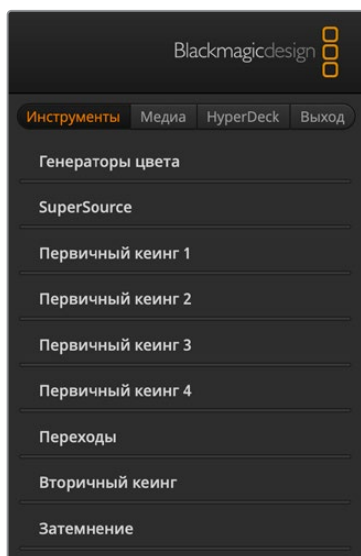 Blackmagicdesign
Инструменты Медиа HyperDeck Выход
Генераторы цвета
SuperSource
Первичный кеинг 1
Первичный кеинг 2
Первичный кеинг 3
Первичный кеинг 4
Переходы
Вторичный кеинг
Затемнение